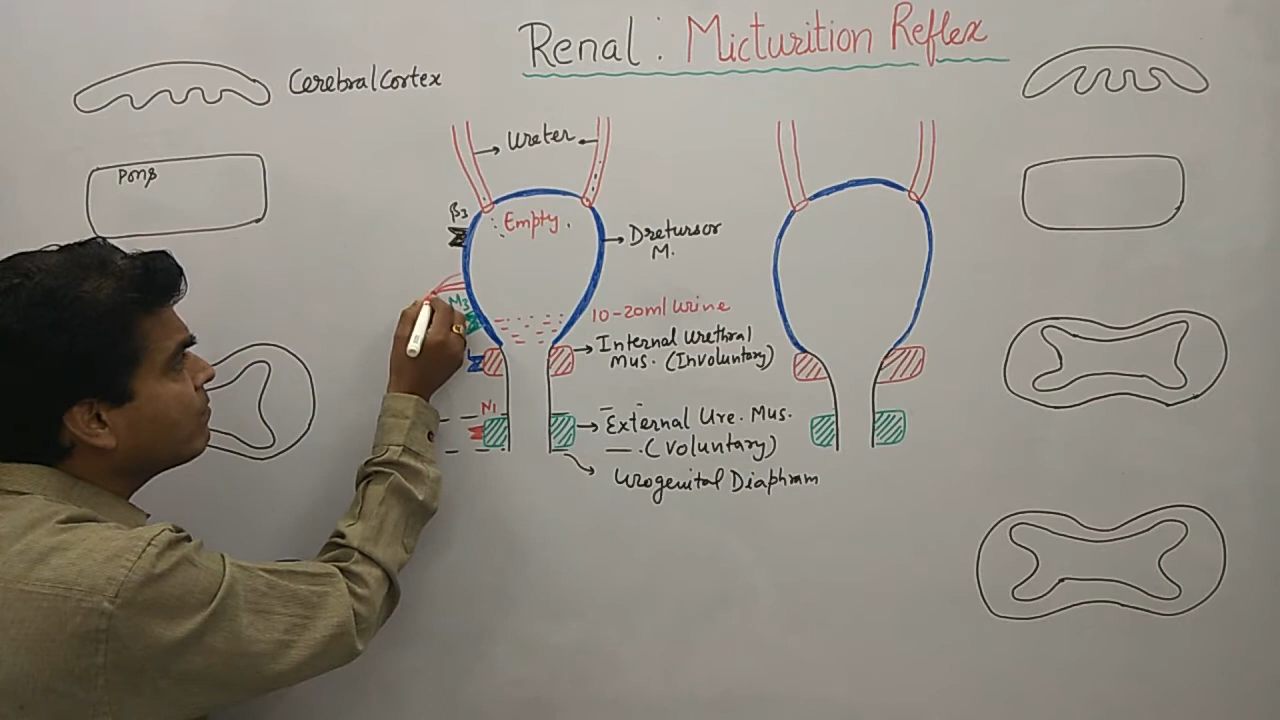 Renal : Micturition Reflex
Cerebral Cortex
Pons
Ureter
β3
Empty
Dretursor
M.
M3
10-20ml Urine
Internal Urethral
Mus. (Involuntary)
N1
External Ure. Mus.
(Voluntary)
Urogenital Diaphram